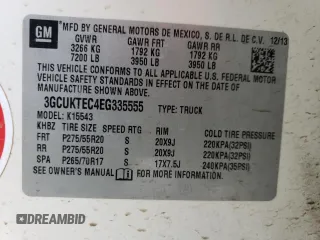 GM
MFD BY GENERAL MOTORS DE MEXICO, S. DE R.L. DE C.V. 12/13
GVWR GAWR FRT GAWR RR
3266 KG 1792 KG 1792 KG
7200 LB 3950 LB 3950 LB
THIS VEHICLE CONFORMS TO ALL APPLICABLE U.S. FEDERAL MOTOR
VEHICLE SAFETY STANDARDS IN EFFECT ON THE DATE OF
MANUFACTURE SHOWN ABOVE.
3GCUKTEC4EG335555 TYPE: TRUCK
MODEL: K15543
KHBZ TIRE SIZE SPEED RTG RIM COLD TIRE PRESSURE
FRT P275/55R20 S 20X9J 220KPA(32PSI)
RR P275/55R20 S 20X9J 220KPA(32PSI)
SPA P265/70R17 S 17X7.5J 240KPA(35PSI)
SEE OWNER'S MANUAL
DREAMBID